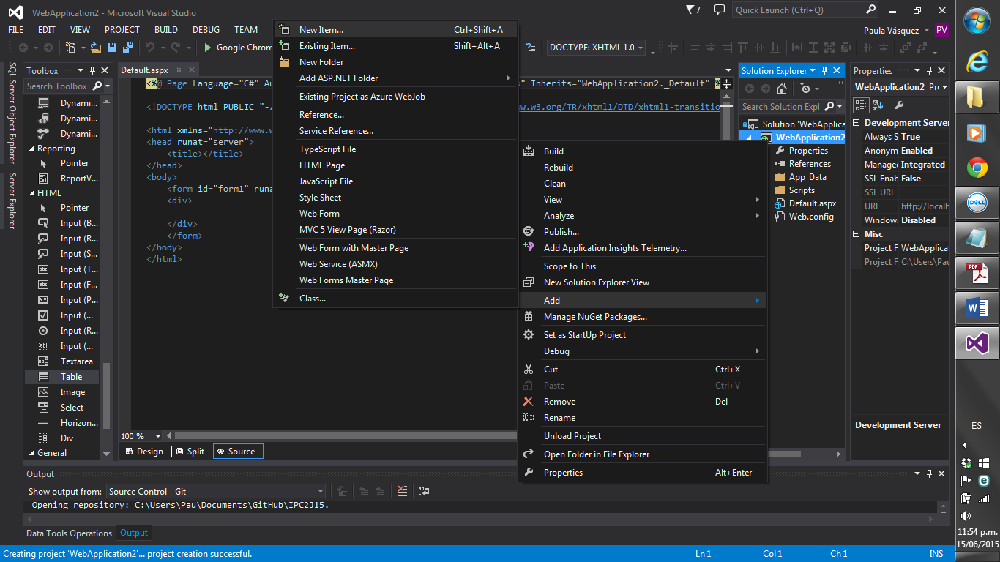 WebApplication2 - Microsoft Visual Studio
7
Quick Launch (Ctrl+Q)
FILE EDIT VIEW PROJECT BUILD DEBUG TEAM
Paula Vásquez PV
Google Chrom
DOCTYPE: XHTML 1.0
SQL Server Object Explorer
Server Explorer
Toolbox
Search Toolbox
Dynami...
Dynami...
Dynami...
Reporting
Pointer
ReportV...
HTML
Pointer
Input (B...
Input (R...
Input (S...
Input (T...
Input (F...
Input (P...
Input (...
Input (R...
Input (...
Textarea
Table
Image
Select
Horizon...
Div
General
Default.aspx
<%@ Page Language="C#" Au
" Inherits="WebApplication2._Default" %
<!DOCTYPE html PUBLIC "-/
ww.w3.org/TR/xhtml1/DTD/xhtml1-transitio
<html xmlns="http://www.w
<head runat="server">
<title></title>
</head>
<body>
<form id="form1" runa
<div>
</div>
</form>
</body>
</html>
100 %
Design Split Source
New Item... Ctrl+Shift+A
Existing Item... Shift+Alt+A
New Folder
Add ASP.NET Folder
Existing Project as Azure WebJob
Reference...
Service Reference...
TypeScript File
HTML Page
JavaScript File
Style Sheet
Web Form
MVC 5 View Page (Razor)
Web Form with Master Page
Web Service (ASMX)
Web Forms Master Page
Class...
Build
Rebuild
Clean
View
Analyze
Publish...
Add Application Insights Telemetry...
Scope to This
New Solution Explorer View
Add
Manage NuGet Packages...
Set as StartUp Project
Debug
Cut Ctrl+X
Paste Ctrl+V
Remove Del
Rename
Unload Project
Open Folder in File Explorer
Properties Alt+Enter
Solution Explorer
Search Solution Expl
Solution 'WebApplica
WebApplication2
Properties
References
App_Data
Scripts
Default.aspx
Web.config
Properties
WebApplication2 Pro
Development Server
Always S True
Anonym Enabled
Manage Integrated
SSL Enab False
SSL URL
URL http://localh
Window Disabled
Misc
Project F WebApplicat
Project F C:\Users\Pau
Development Server
Output
Show output from: Source Control - Git
Opening repository: C:\Users\Pau\Documents\GitHub\IPC2J15.
Data Tools Operations Output
Creating project 'WebApplication2'... project creation successful.
Ln 1 Col 1 Ch 1 INS
DELL
PDF
ES
11:54 p.m.
15/06/2015